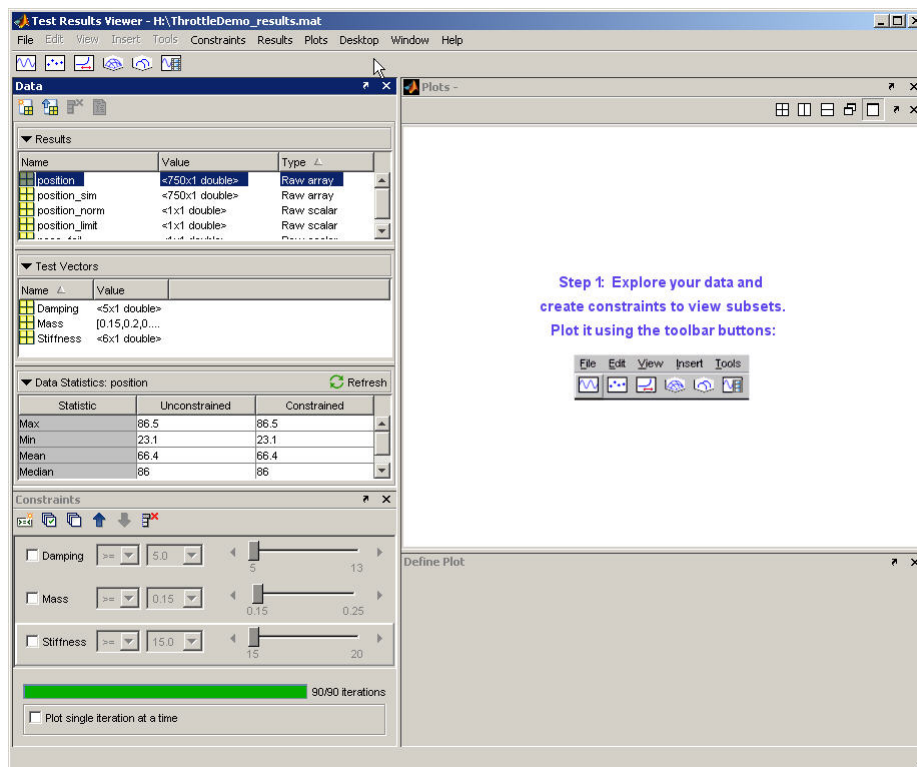 Test Results Viewer - H:\ThrottleDemo_results.mat
File Edit View Insert Tools Constraints Results Plots Desktop Window Help
Data
Results
Name Value Type
position <750x1 double> Raw array
position_sim <750x1 double> Raw array
position_norm <1x1 double> Raw scalar
position_limit <1x1 double> Raw scalar
Test Vectors
Name Value
Damping <5x1 double>
Mass [0.15,0.2,0....
Stiffness <6x1 double>
Data Statistics: position Refresh
Statistic Unconstrained Constrained
Max 86.5 86.5
Min 23.1 23.1
Mean 66.4 66.4
Median 86 86
Constraints
Damping >= 5.0
5 13
Mass >= 0.15
0.15 0.25
Stiffness >= 15.0
15 20
90/90 iterations
Plot single iteration at a time
Plots -
Step 1: Explore your data and
create constraints to view subsets.
Plot it using the toolbar buttons:
File Edit View Insert Tools
Define Plot